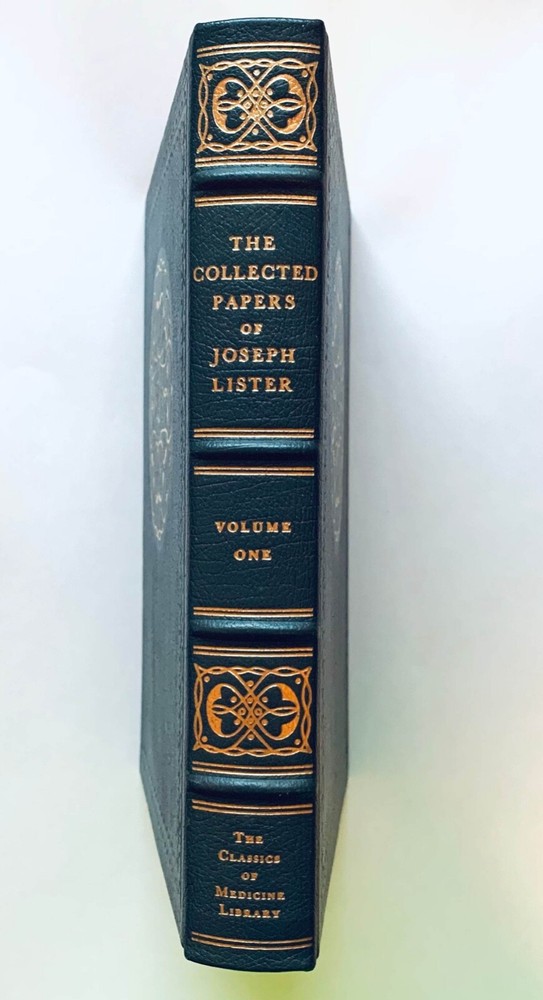 THE
COLLECTED
PAPERS
OF
JOSEPH
LISTER
VOLUME
ONE
THE
CLASSICS
OF
MEDICINE
LIBRARY